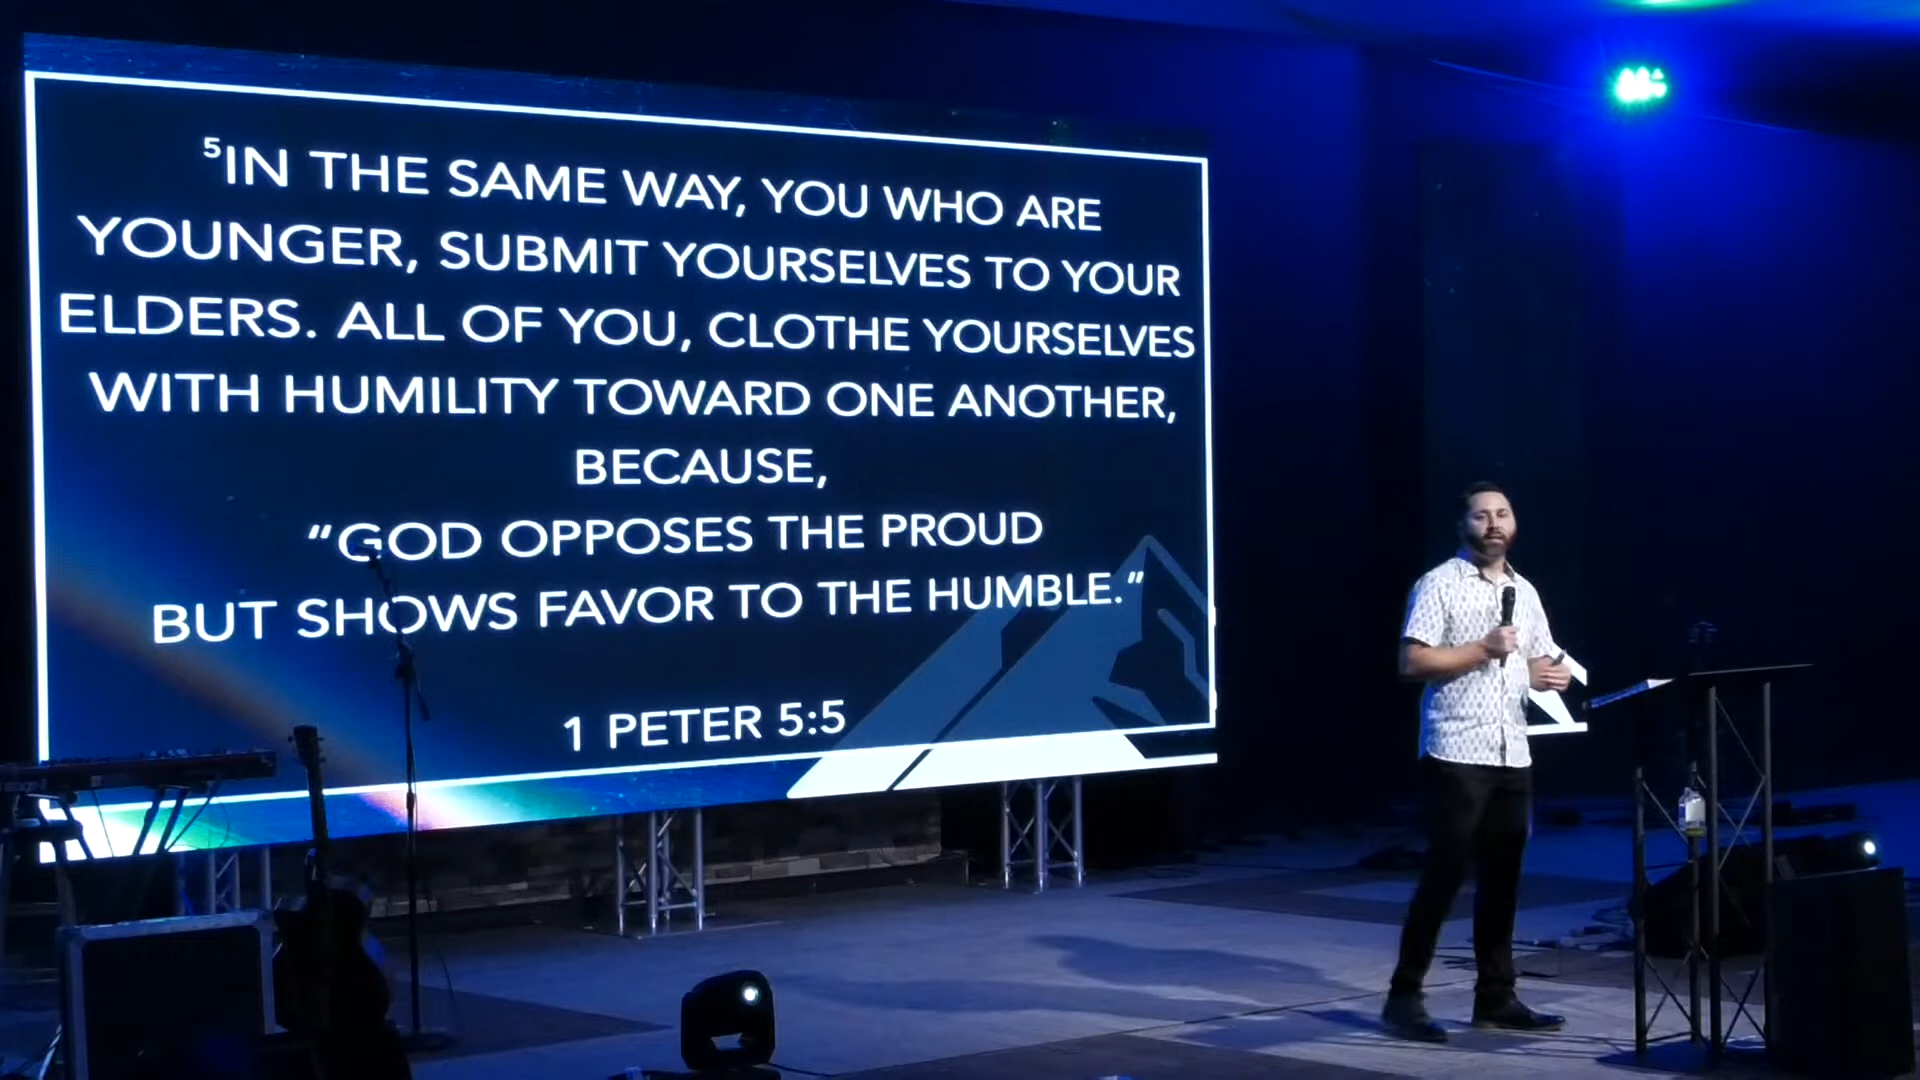 ⁵IN THE SAME WAY, YOU WHO ARE
YOUNGER, SUBMIT YOURSELVES TO YOUR
ELDERS. ALL OF YOU, CLOTHE YOURSELVES
WITH HUMILITY TOWARD ONE ANOTHER,
BECAUSE,
“GOD OPPOSES THE PROUD
BUT SHOWS FAVOR TO THE HUMBLE.”
1 PETER 5:5